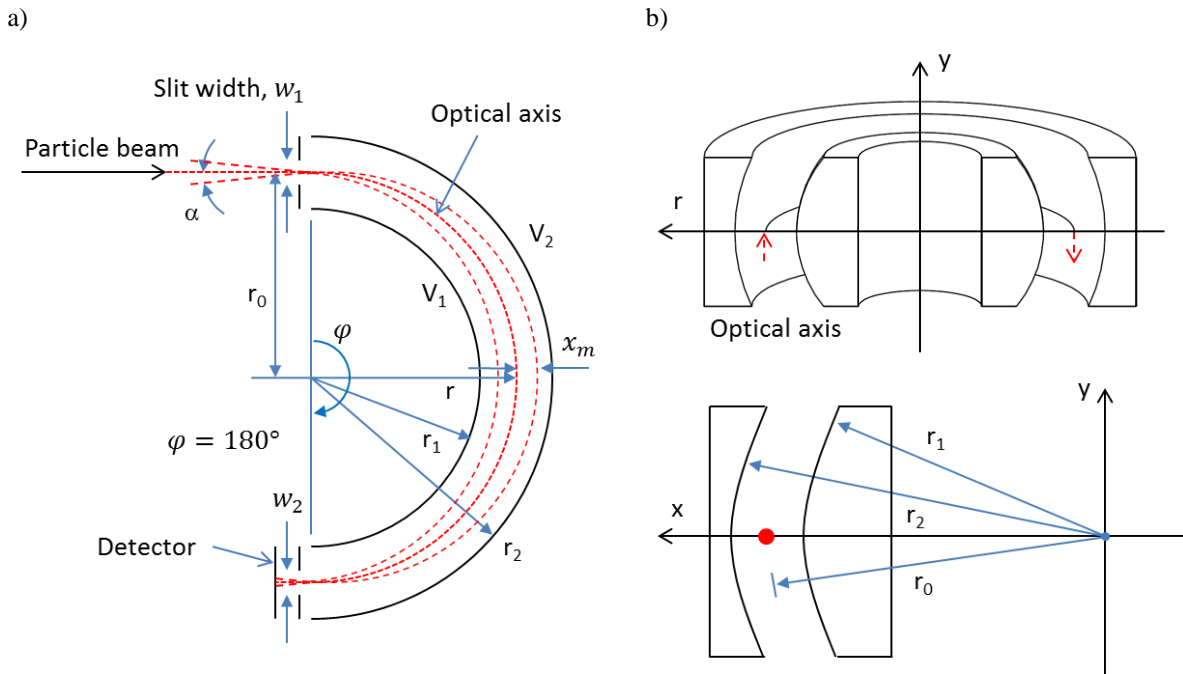 a)
Slit width, w₁
Optical axis
Particle beam
α
V₂
V₁
r₀
φ
xₘ
r
φ = 180°
r₁
w₂
r₂
Detector
b)
y
r
Optical axis
y
r₁
x
r₂
r₀